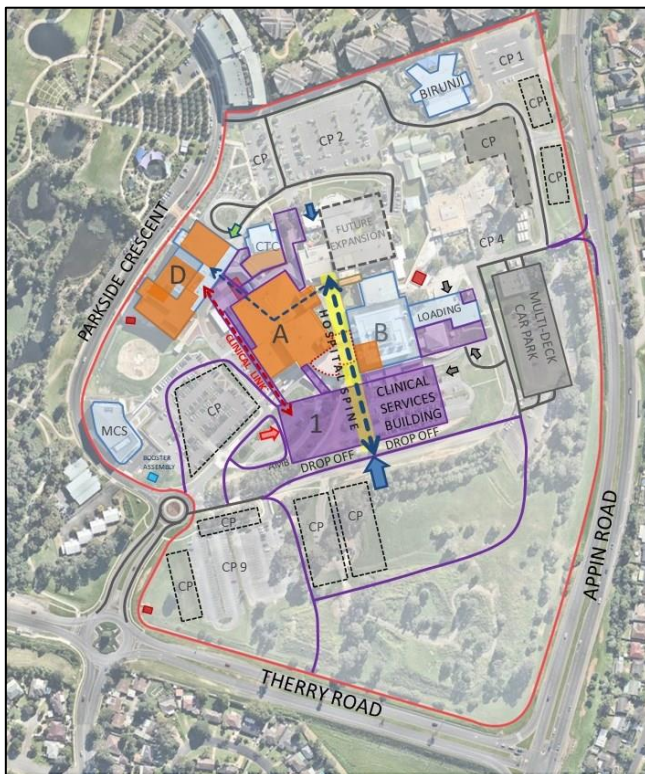 CP 1
BIRUNJI
CP
CP 2
CP
CP
CP
CTC
FUTURE
EXPANSION
CP 4
PARKSIDE CRESCENT
D
A
HOSPITAL SPINE
B
LOADING
MULTI-DECK
CAR PARK
CLINICAL LINK
CP
1
CLINICAL
SERVICES
BUILDING
MCS
BOOSTER
ASSEMBLY
AMB
DROP OFF
DROP OFF
CP
CP
CP
CP
CP 9
APPIN ROAD
THERRY ROAD